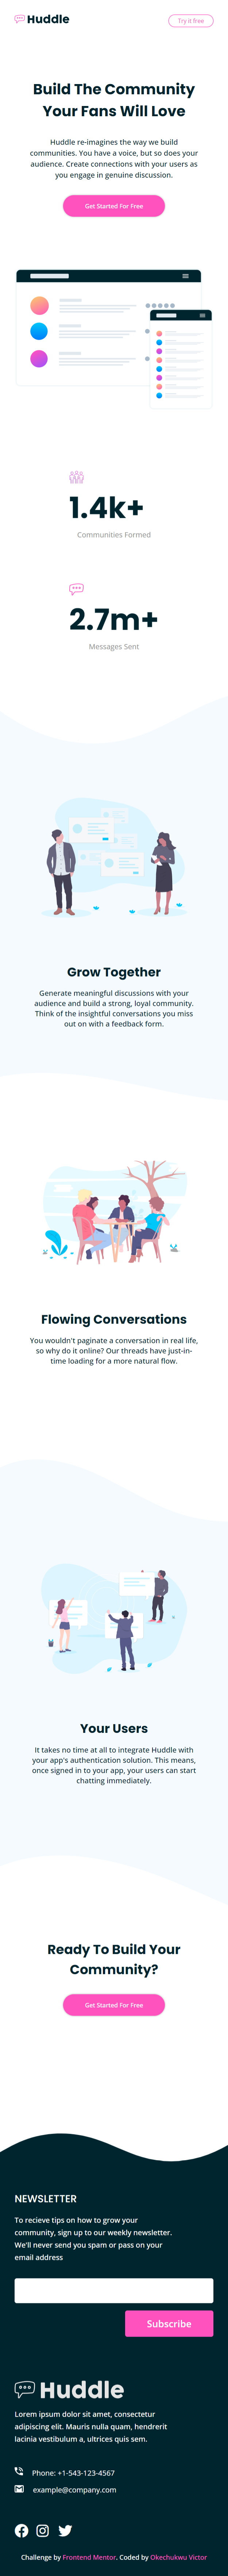 Huddle
Try it free
Build The Community
Your Fans Will Love
Huddle re-imagines the way we build
communities. You have a voice, but so does your
audience. Create connections with your users as
you engage in genuine discussion.
Get Started For Free
1.4k+
Communities Formed
2.7m+
Messages Sent
Grow Together
Generate meaningful discussions with your
audience and build a strong, loyal community.
Think of the insightful conversations you miss
out on with a feedback form.
Flowing Conversations
You wouldn't paginate a conversation in real life,
so why do it online? Our threads have just-in-
time loading for a more natural flow.
Your Users
It takes no time at all to integrate Huddle with
your app's authentication solution. This means,
once signed in to your app, your users can start
chatting immediately.
Ready To Build Your
Community?
Get Started For Free
NEWSLETTER
To recieve tips on how to grow your
community, sign up to our weekly newsletter.
We'll never send you spam or pass on your
email address
Subscribe
Huddle
Lorem ipsum dolor sit amet, consectetur
adipiscing elit. Mauris nulla quam, hendrerit
lacinia vestibulum a, ultrices quis sem.
Phone: +1-543-123-4567
example@company.com
Challenge by Frontend Mentor. Coded by Okechukwu Victor